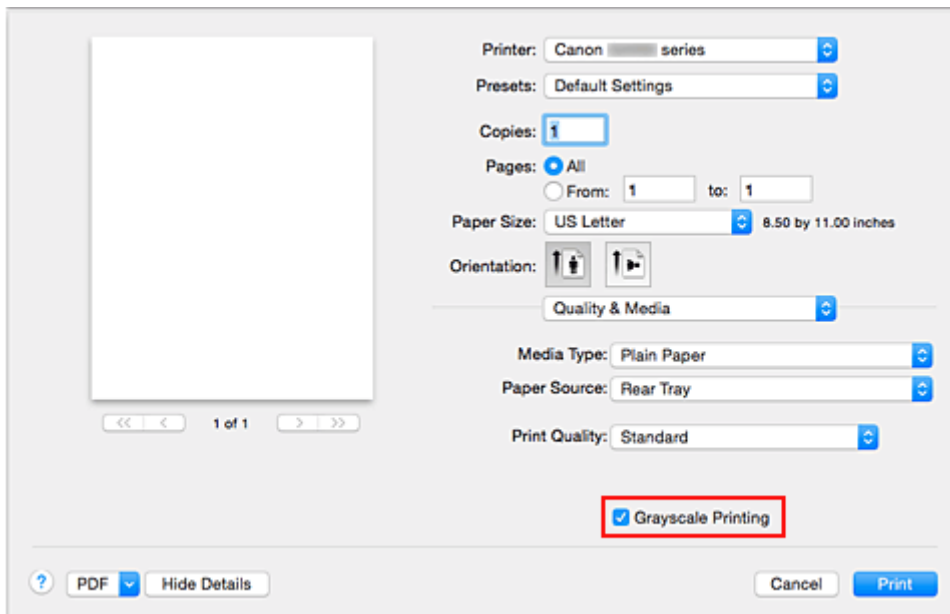 Printer: Canon series
Presets: Default Settings
Copies: 1
Pages: All
From: 1 to: 1
Paper Size: US Letter 8.50 by 11.00 inches
Orientation:
Quality & Media
Media Type: Plain Paper
Paper Source: Rear Tray
1 of 1
Print Quality: Standard
Grayscale Printing
? PDF Hide Details Cancel Print